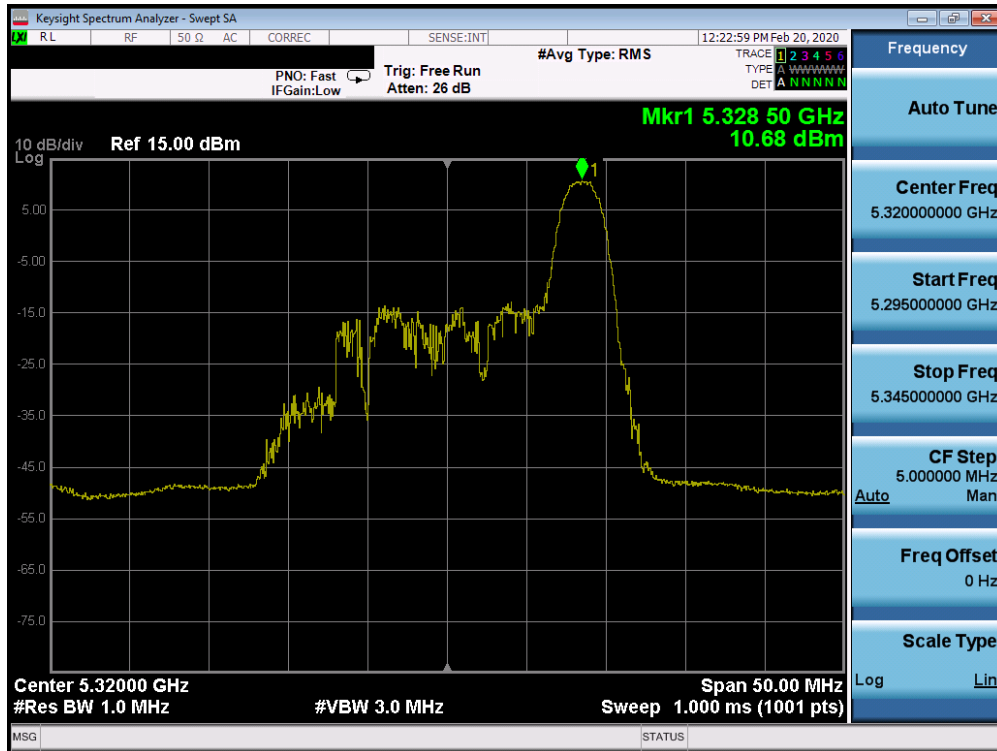 Keysight Spectrum Analyzer - Swept SA
LXI RL RF 50 Ω AC CORREC SENSE:INT 12:22:59 PM Feb 20, 2020
#Avg Type: RMS
TRACE 1 2 3 4 5 6
TYPE A WWWWW
DET A N N N N N
PNO: Fast Trig: Free Run
IFGain:Low Atten: 26 dB
Mkr1 5.328 50 GHz
10.68 dBm
10 dB/div Ref 15.00 dBm
Log
1
5.00
-5.00
-15.0
-25.0
-35.0
-45.0
-55.0
-65.0
-75.0
Center 5.32000 GHz Span 50.00 MHz
#Res BW 1.0 MHz #VBW 3.0 MHz Sweep 1.000 ms (1001 pts)
MSG STATUS
Frequency
Auto Tune
Center Freq
5.320000000 GHz
Start Freq
5.295000000 GHz
Stop Freq
5.345000000 GHz
CF Step
5.000000 MHz
Auto Man
Freq Offset
0 Hz
Scale Type
Log Lin